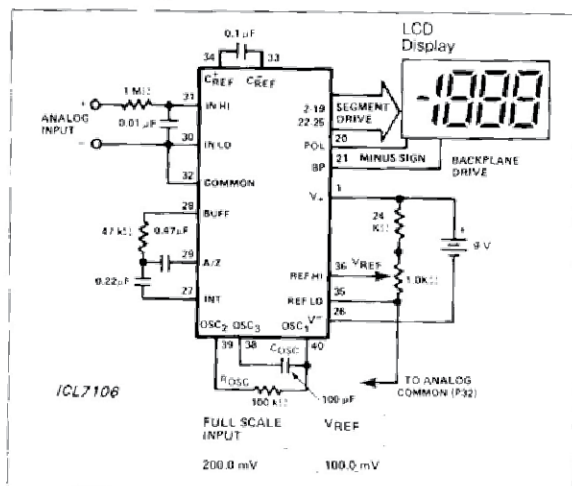 LCD
Display
0.1µF
34
33
C+REF
C-REF
+
1 MΩ
31
IN HI
ANALOG
INPUT
0.01 µF
30
IN LO
-
32
COMMON
28
BUFF
47 kΩ
0.47µF
29
A/Z
0.22µF
27
INT
2-19
22-25
SEGMENT
DRIVE
20
POL
MINUS SIGN
21
BP
BACKPLANE
DRIVE
-1888
V+
1
24
KΩ
+
9 V
36
VREF
REF HI
1.0KΩ
35
REF LO
26
V-
OSC2
OSC3
OSC1
39
38
40
COSC
ROSC
100 kΩ
100 pF
TO ANALOG
COMMON (P32)
ICL7106
FULL SCALE
INPUT
VREF
200.0 mV
100.0 mV